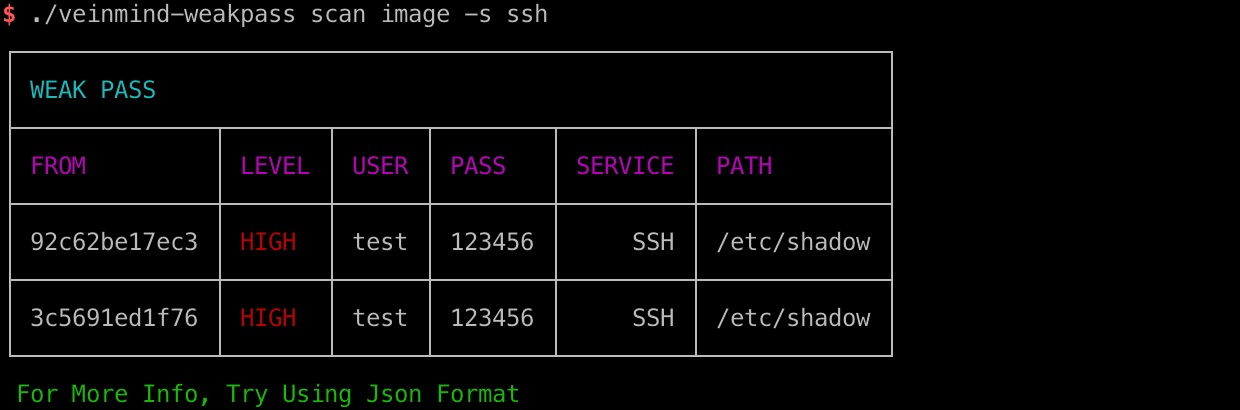 $ ./veinmind-weakpass scan image -s ssh
WEAK PASS
FROM LEVEL USER PASS SERVICE PATH
92c62be17ec3 HIGH test 123456 SSH /etc/shadow
3c5691ed1f76 HIGH test 123456 SSH /etc/shadow
For More Info, Try Using Json Format